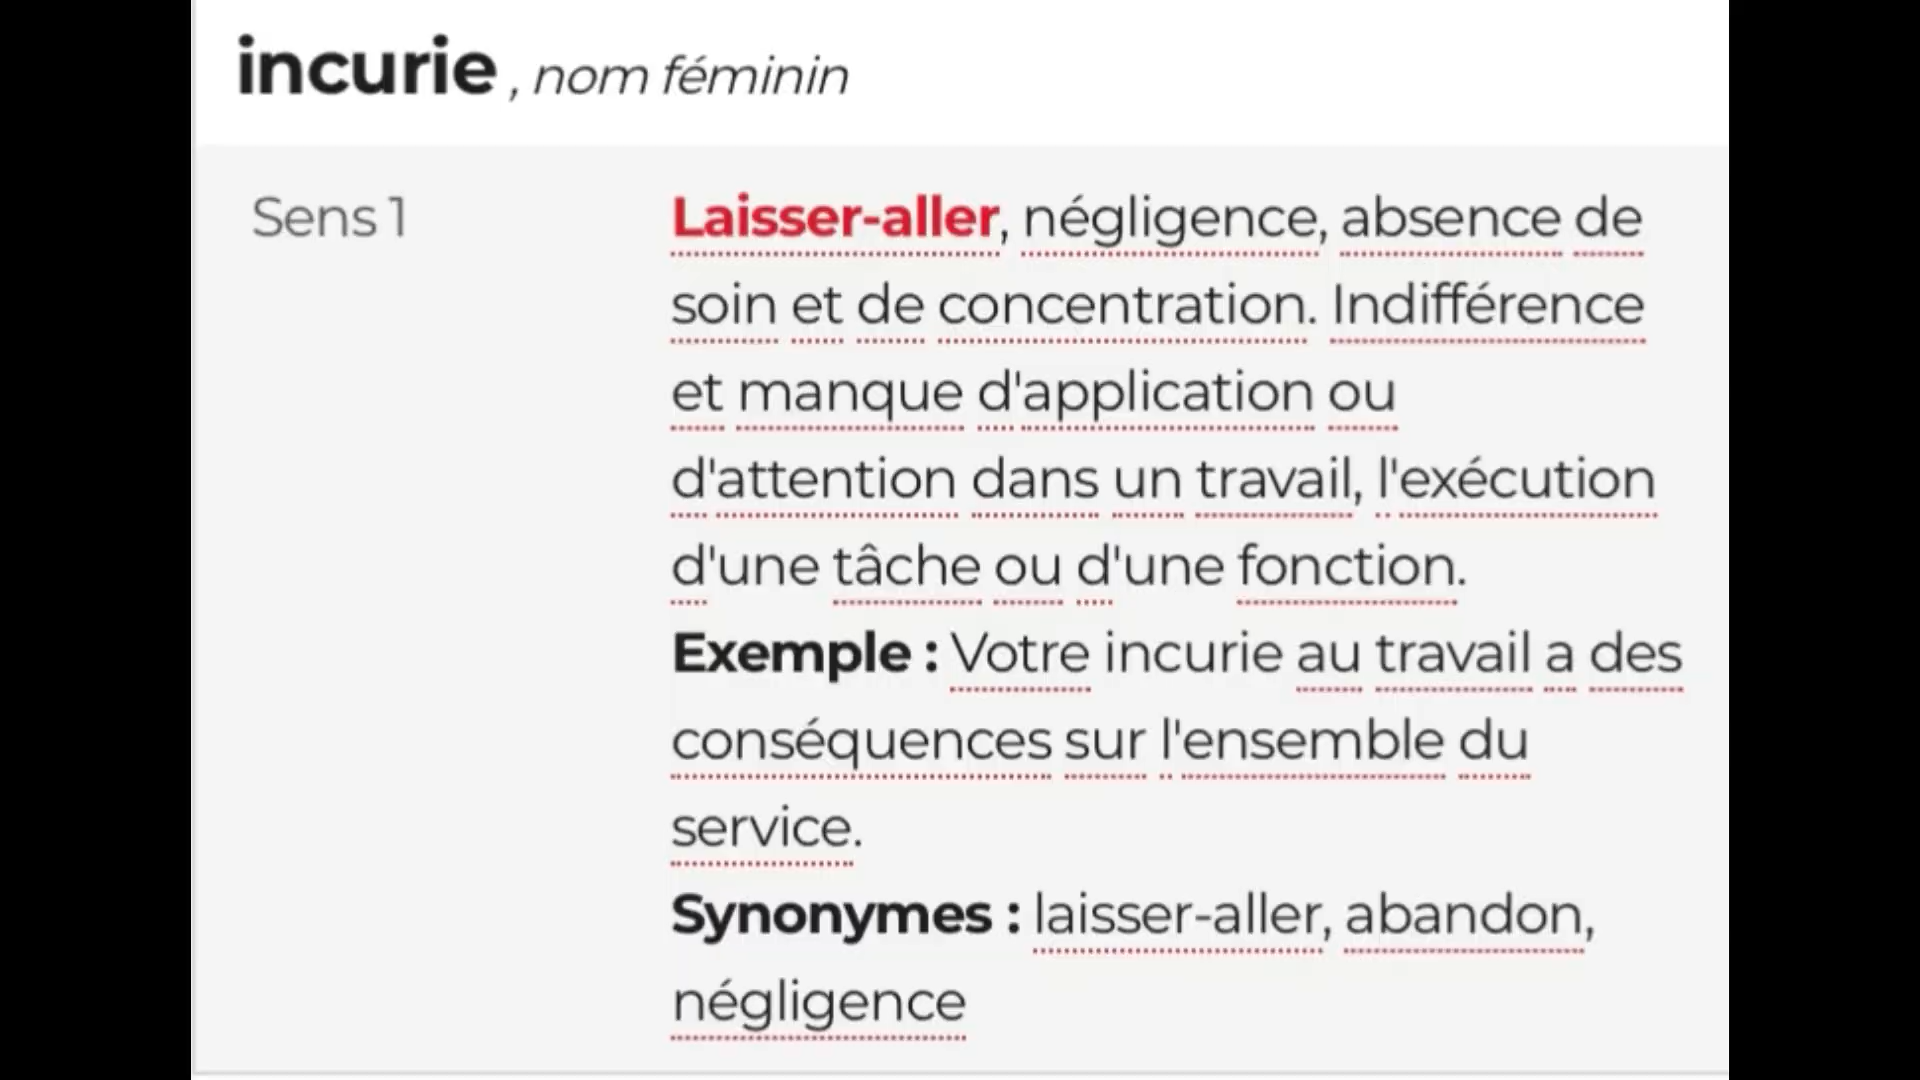 incurie , nom féminin
Sens 1
Laisser-aller, négligence, absence de
soin et de concentration. Indifférence
et manque d'application ou
d'attention dans un travail, l'exécution
d'une tâche ou d'une fonction.
Exemple : Votre incurie au travail a des
conséquences sur l'ensemble du
service.
Synonymes : laisser-aller, abandon,
négligence